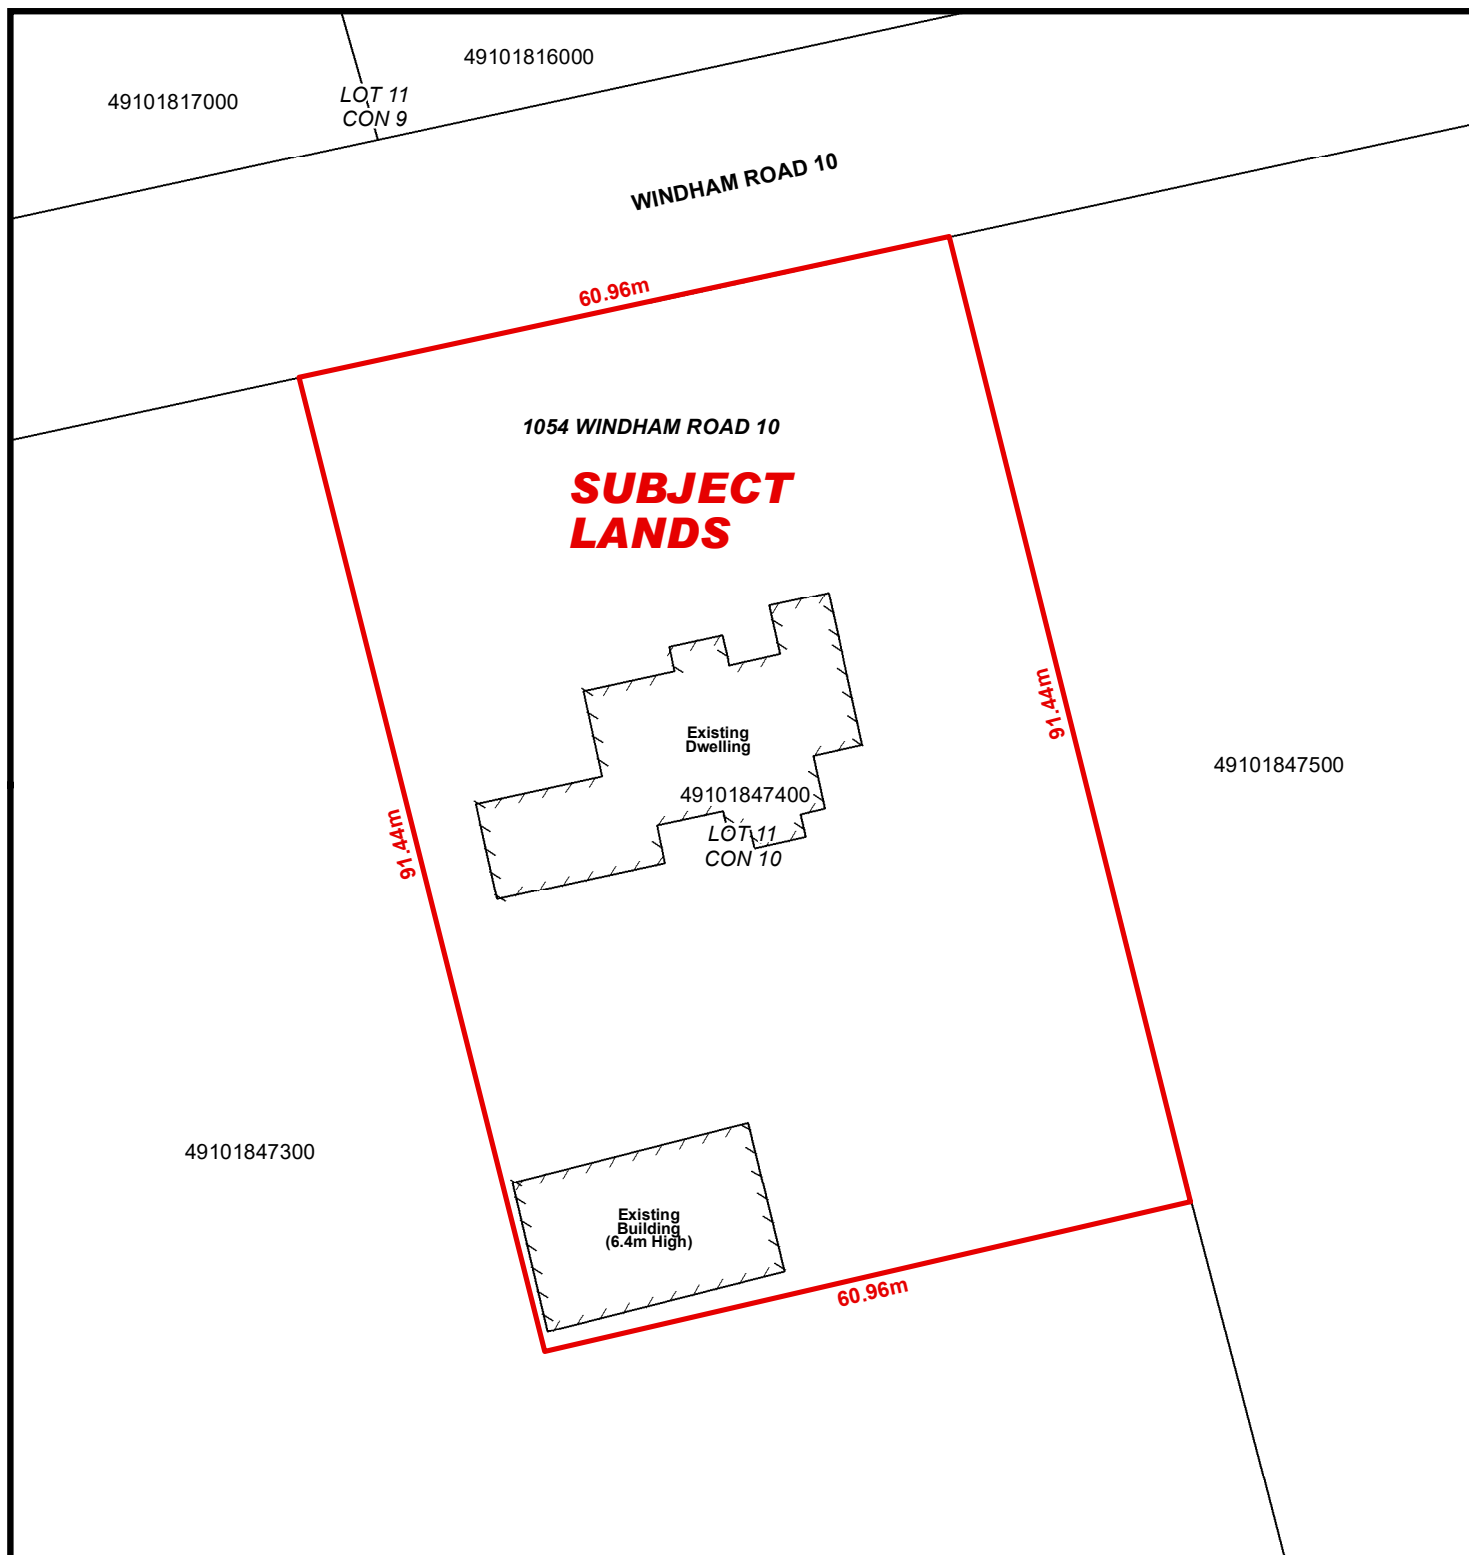 49101816000
49101817000
LOT 11
CON 9
WINDHAM ROAD 10
60.96m
1054 WINDHAM ROAD 10
SUBJECT
LANDS
91.44m
Existing
Dwelling
49101847500
49101847400
LOT 11
CON 10
91.44m
49101847300
Existing
Building
(6.4m High)
60.96m